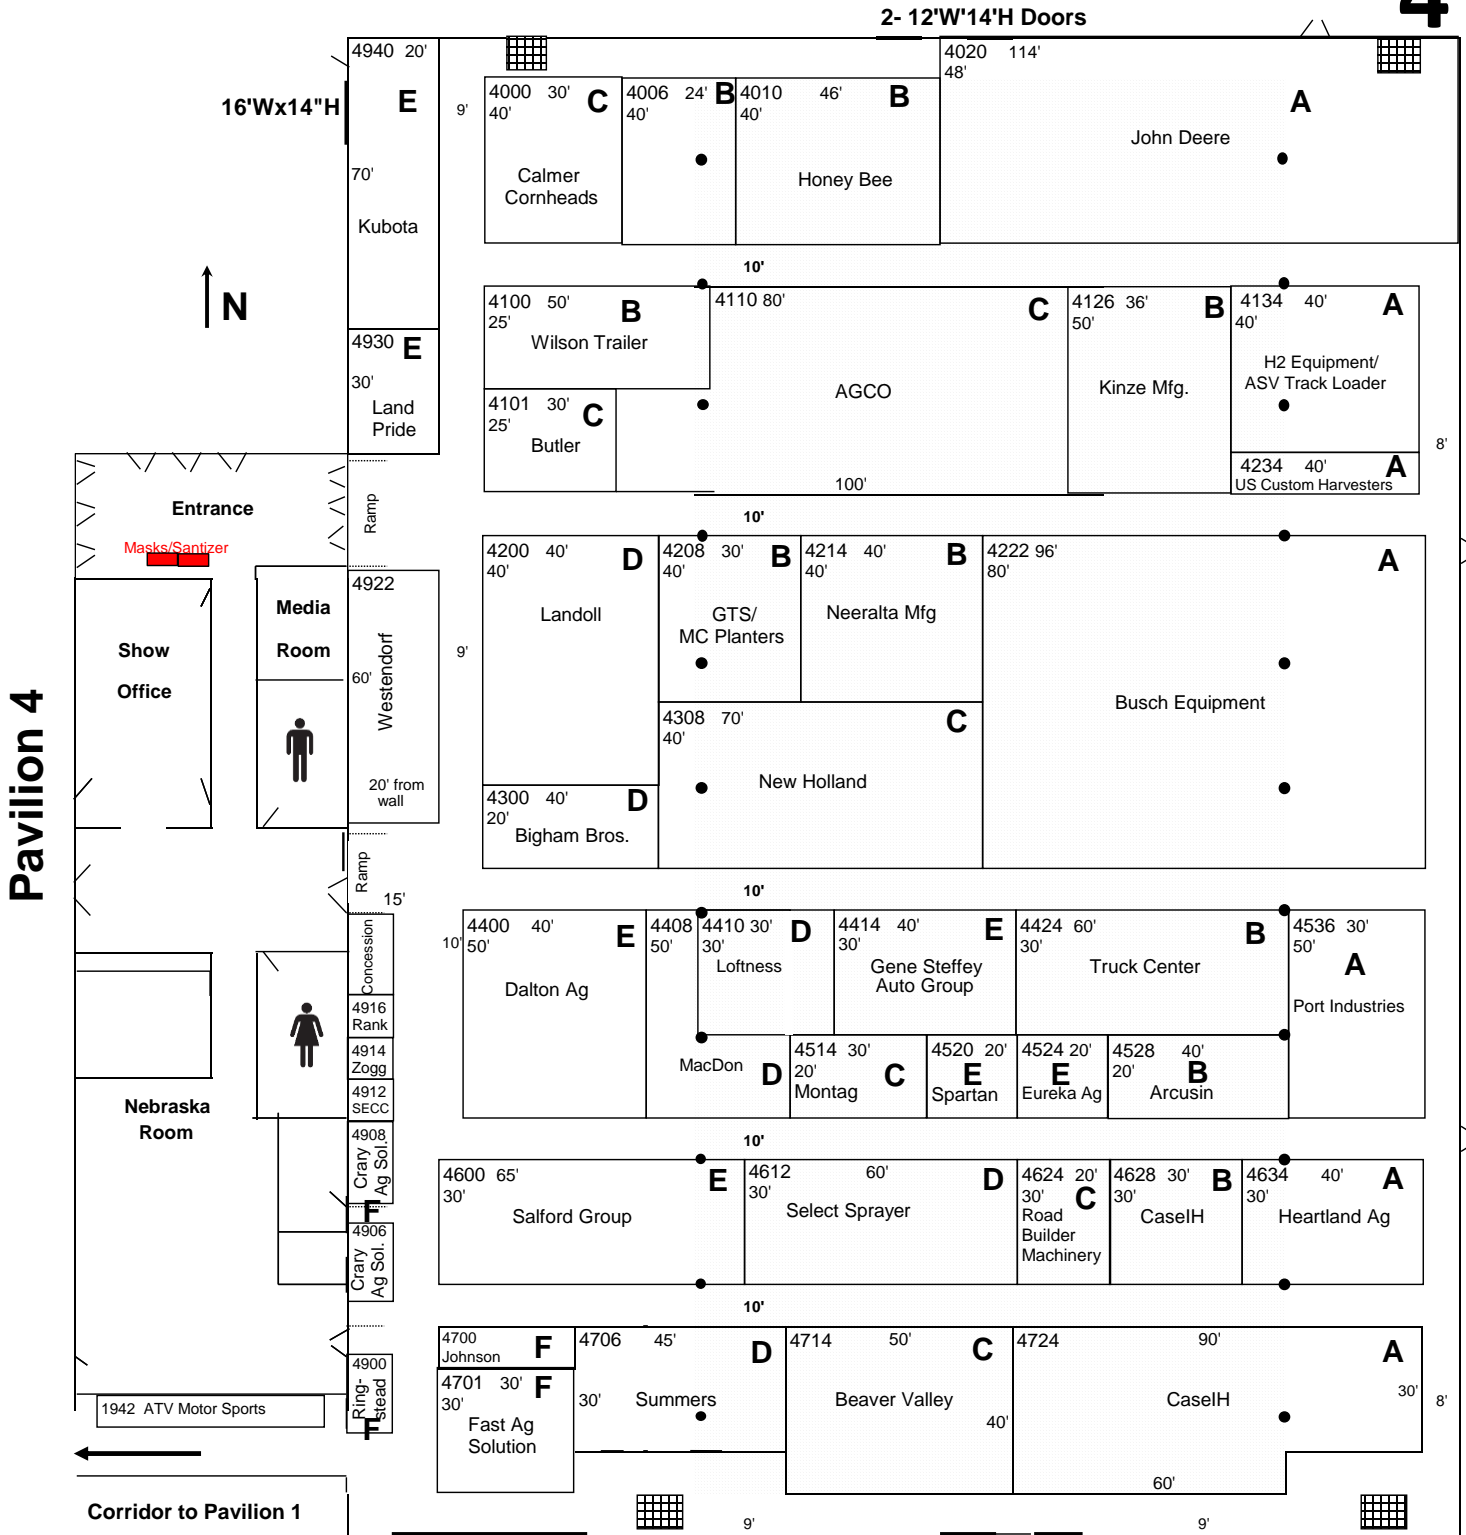 2- 12'W'14'H Doors
4
16'Wx14"H
4940 20'
E
70'
Kubota
9'
4000 30' C
40'
Calmer
Cornheads
4006 24' B
40'
4010 46' B
40'
Honey Bee
4020 114'
48'
A
John Deere
N
10'
4930 E
30'
Land
Pride
4100 50' B
25'
Wilson Trailer
4101 30' C
25'
Butler
4110 80' C
AGCO
100'
4126 36' B
50'
Kinze Mfg.
4134 40' A
40'
H2 Equipment/
ASV Track Loader
4234 40' A
US Custom Harvesters
8'
Entrance
Masks/Santizer
Ramp
10'
Show
Office
Media
Room
4922
Westendorf
60'
20' from
wall
9'
4200 40' D
40'
Landoll
4208 30' B
40'
GTS/
MC Planters
4214 40' B
40'
Neeralta Mfg
4222 96' A
80'
Busch Equipment
4308 70' C
40'
New Holland
4300 40' D
20'
Bigham Bros.
Pavilion 4
Ramp
15'
10'
Concession
4916
Rank
4914
Zogg
4912
SECC
4908
Crary
Ag Sol.
F
4906
Crary
Ag Sol.
4900
Ring-
stead
F
Nebraska
Room
10'
4400 40' E
50'
Dalton Ag
4408
50'
MacDon D
4410 30' D
30'
Loftness
4414 40' E
30'
Gene Steffey
Auto Group
4424 60' B
30'
Truck Center
4536 30'
50'
A
Port Industries
4514 30'
20' C
Montag
4520 20'
E
Spartan
4524 20'
E
Eureka Ag
4528 40'
20' B
Arcusin
10'
4600 65' E
30'
Salford Group
4612 60' D
30'
Select Sprayer
4624 20'
30' C
Road
Builder
Machinery
4628 30' B
30'
CaseIH
4634 40' A
30'
Heartland Ag
10'
4700 F
Johnson
4701 30' F
30'
Fast Ag
Solution
4706 45' D
30' Summers
4714 50' C
Beaver Valley
40'
4724 90' A
30'
CaseIH
60'
8'
1942 ATV Motor Sports
Corridor to Pavilion 1
9'
9'